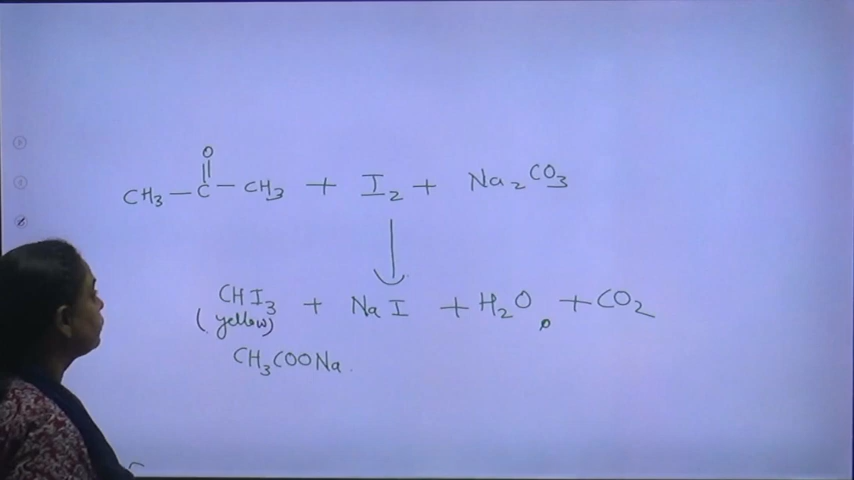 O
||
CH3 — C — CH3 + I2 + Na2CO3
CHI3 + NaI + H2O + CO2
(yellow)
CH3COONa.